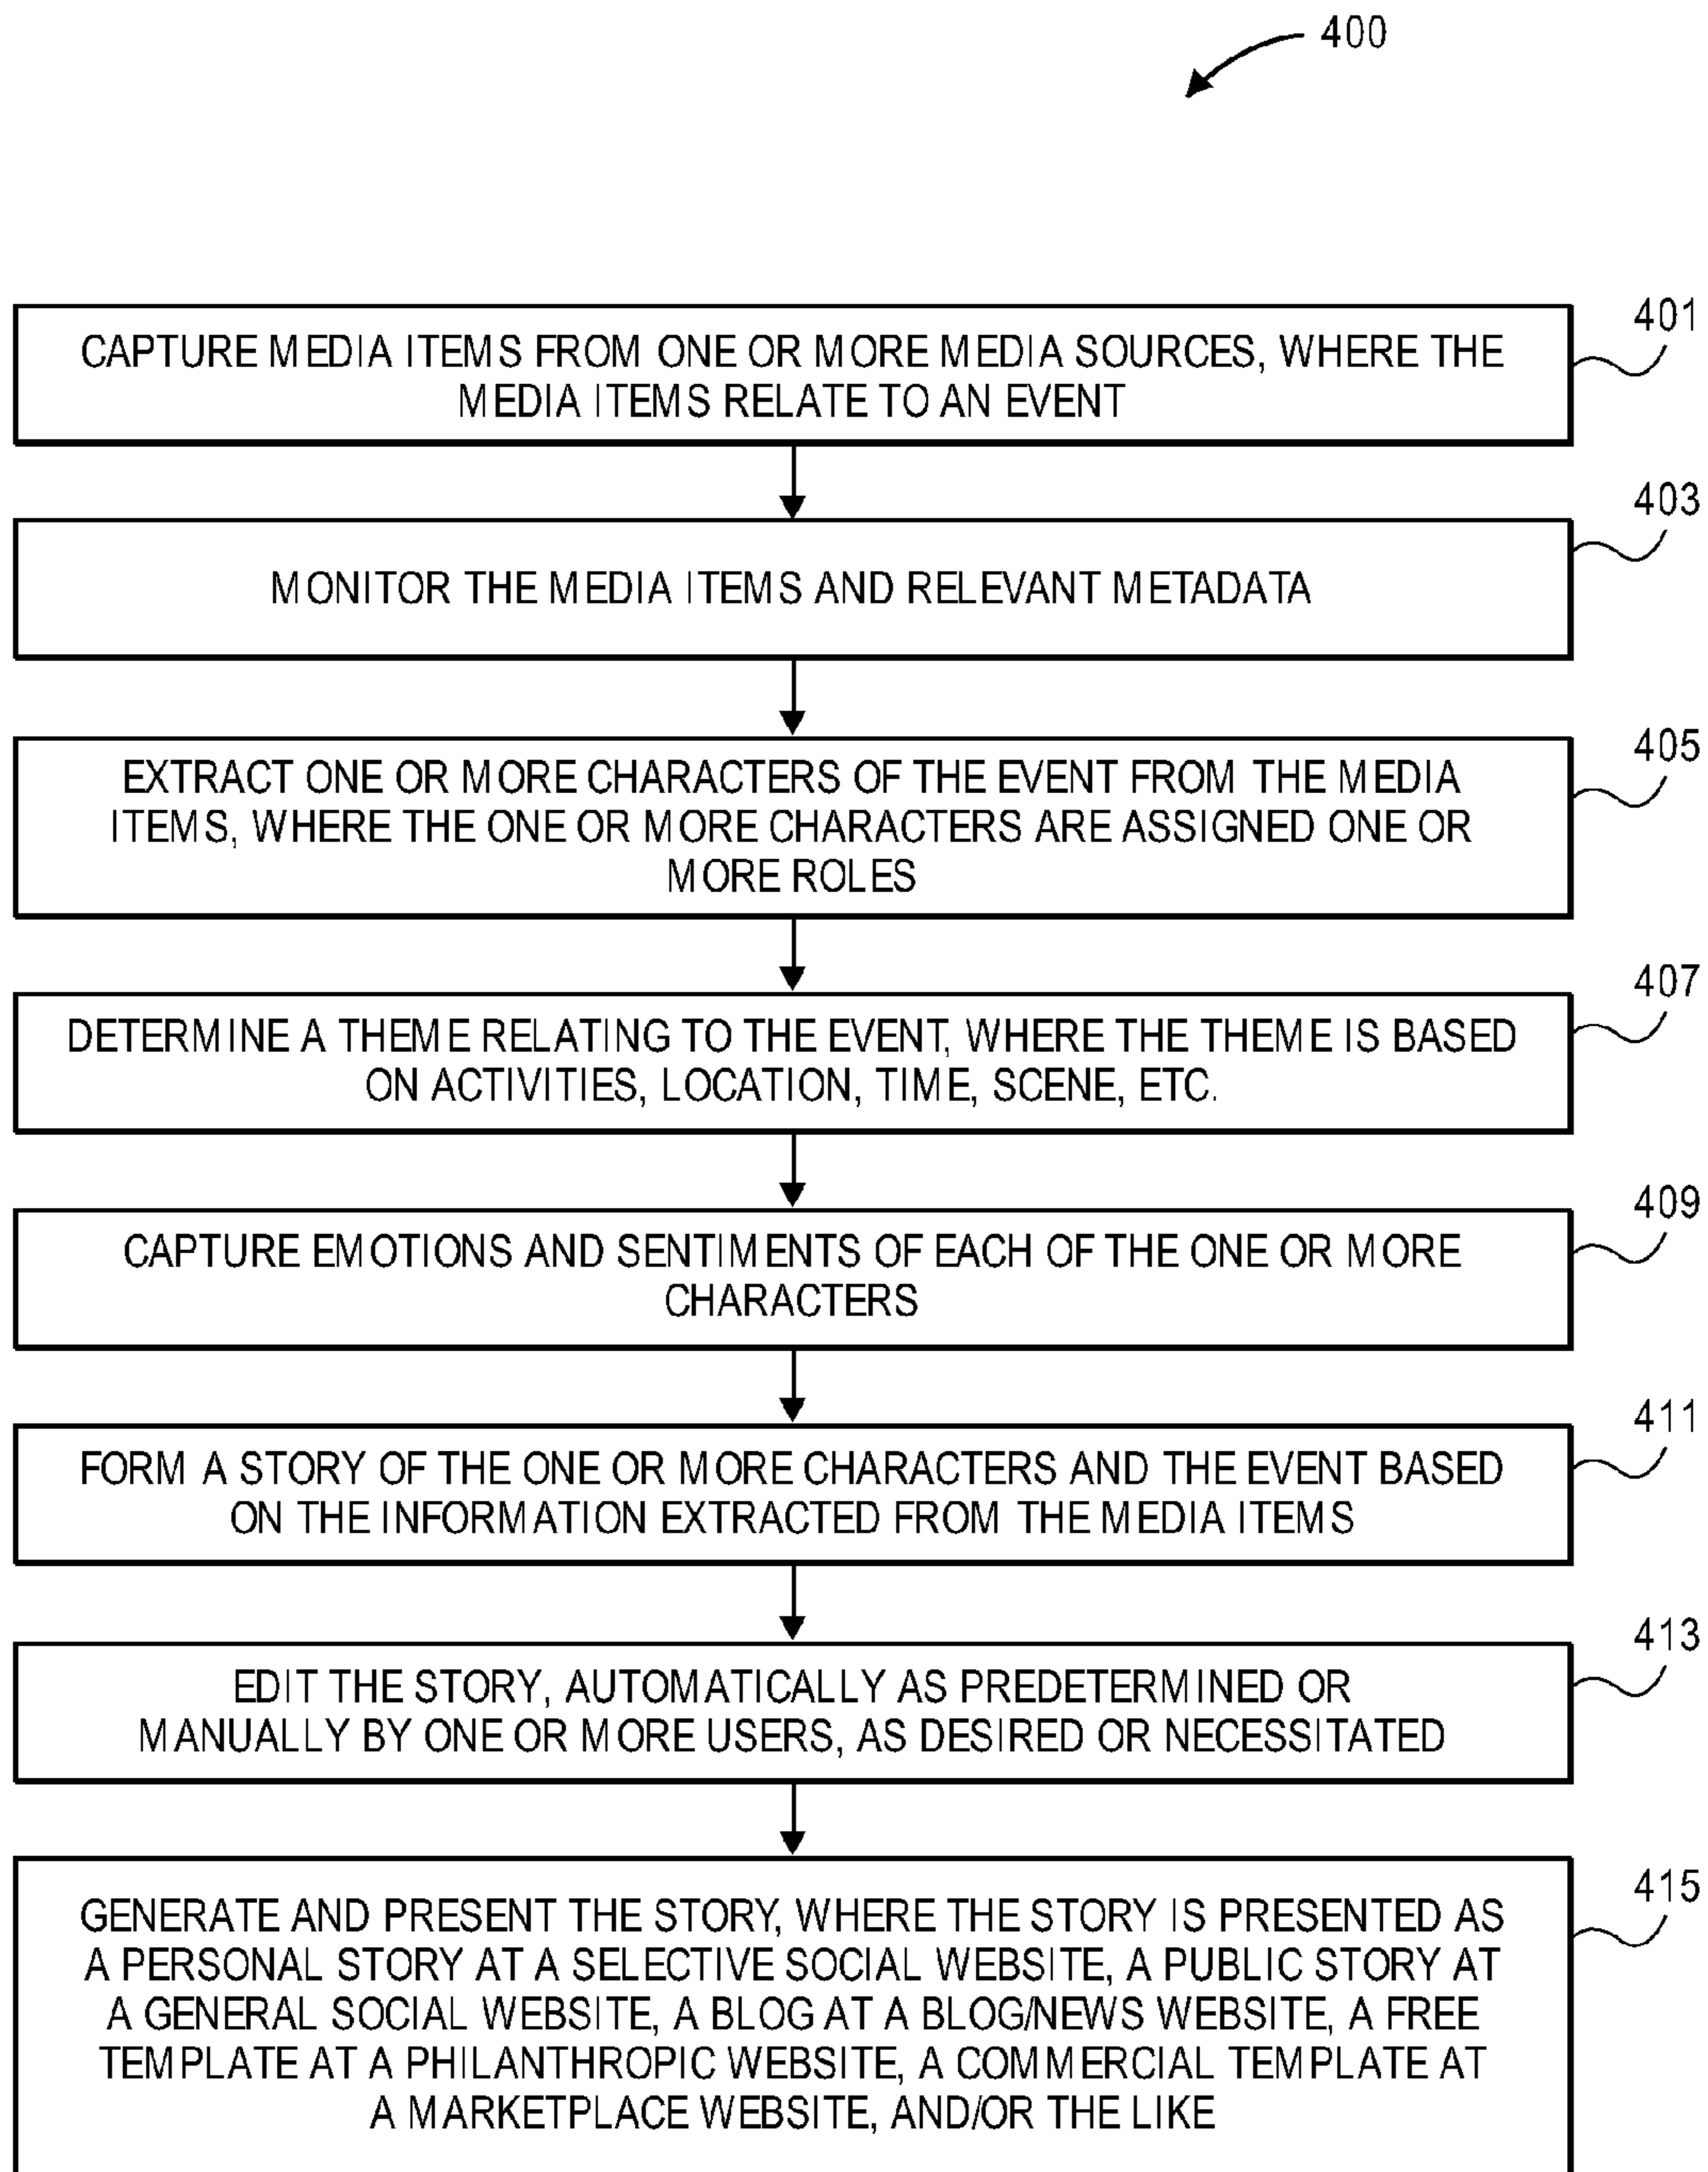 400
401
CAPTURE MEDIA ITEMS FROM ONE OR MORE MEDIA SOURCES, WHERE THE
MEDIA ITEMS RELATE TO AN EVENT
403
MONITOR THE MEDIA ITEMS AND RELEVANT METADATA
405
EXTRACT ONE OR MORE CHARACTERS OF THE EVENT FROM THE MEDIA
ITEMS, WHERE THE ONE OR MORE CHARACTERS ARE ASSIGNED ONE OR
MORE ROLES
407
DETERMINE A THEME RELATING TO THE EVENT, WHERE THE THEME IS BASED
ON ACTIVITIES, LOCATION, TIME, SCENE, ETC.
409
CAPTURE EMOTIONS AND SENTIMENTS OF EACH OF THE ONE OR MORE
CHARACTERS
411
FORM A STORY OF THE ONE OR MORE CHARACTERS AND THE EVENT BASED
ON THE INFORMATION EXTRACTED FROM THE MEDIA ITEMS
413
EDIT THE STORY, AUTOMATICALLY AS PREDETERMINED OR
MANUALLY BY ONE OR MORE USERS, AS DESIRED OR NECESSITATED
415
GENERATE AND PRESENT THE STORY, WHERE THE STORY IS PRESENTED AS
A PERSONAL STORY AT A SELECTIVE SOCIAL WEBSITE, A PUBLIC STORY AT
A GENERAL SOCIAL WEBSITE, A BLOG AT A BLOG/NEWS WEBSITE, A FREE
TEMPLATE AT A PHILANTHROPIC WEBSITE, A COMMERCIAL TEMPLATE AT
A MARKETPLACE WEBSITE, AND/OR THE LIKE